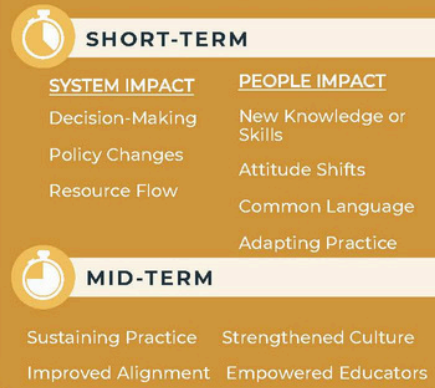 SHORT-TERM
SYSTEM IMPACT
Decision-Making
Policy Changes
Resource Flow
PEOPLE IMPACT
New Knowledge or
Skills
Attitude Shifts
Common Language
Adapting Practice
MID-TERM
Sustaining Practice
Strengthened Culture
Improved Alignment
Empowered Educators